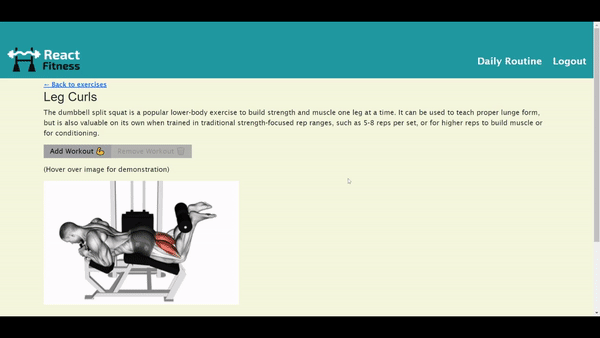 React
Fitness
Daily Routine Logout
← Back to exercises
Leg Curls
The dumbbell split squat is a popular lower-body exercise to build strength and muscle one leg at a time. It can be used to teach proper lunge form,
but is also valuable on its own when trained in traditional strength-focused rep ranges, such as 5-8 reps per set, or for higher reps to build muscle or
for conditioning.
Add Workout 💪 Remove Workout 🗑
(Hover over image for demonstration)